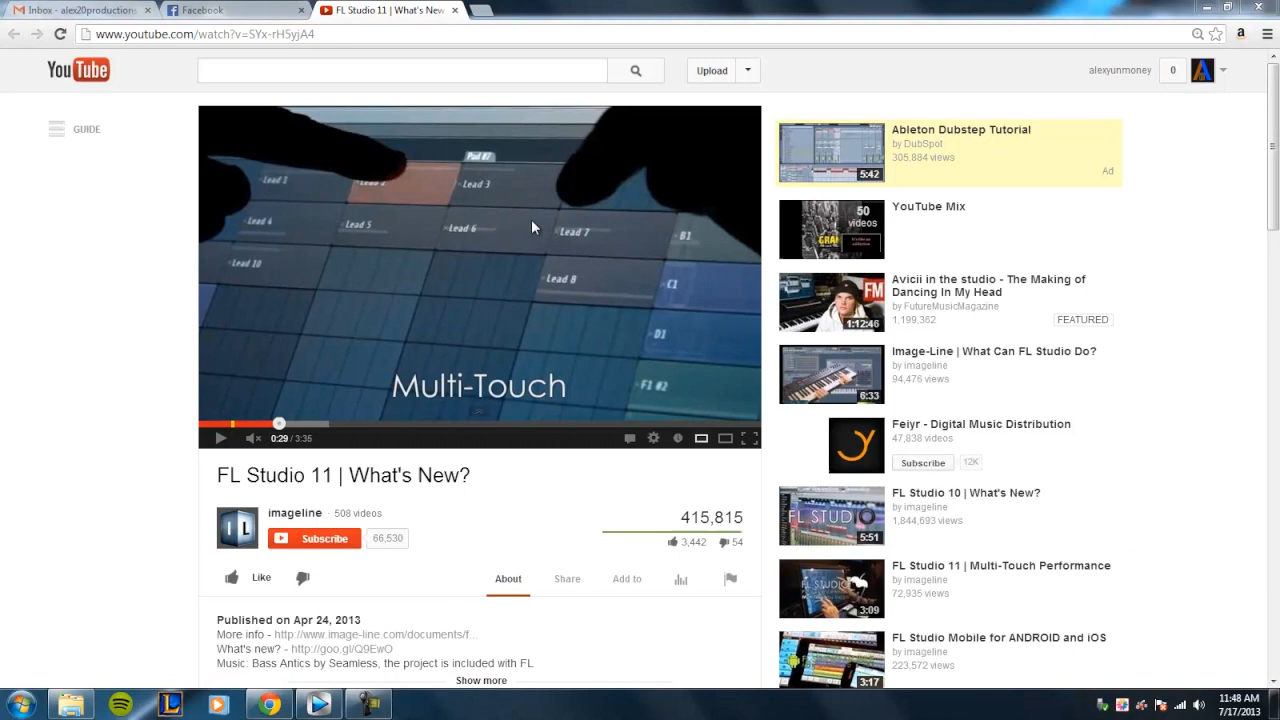 Inbox - alex20productions
Facebook
FL Studio 11 | What's New
www.youtube.com/watch?v=SYx-rH5yjA4
YouTube
Upload
alexyunmoney
0
GUIDE
Pad #7
Lead 3
Lead 4
Lead 5
Lead 6
Lead 7
B1
Lead 10
Lead 8
C1
D1
Multi-Touch
F1 #2
0:29 / 3:35
FL Studio 11 | What's New?
imageline · 508 videos
Subscribe
66,530
415,815
3,442
54
Like
About
Share
Add to
Published on Apr 24, 2013
More info - http://www.image-line.com/documents/f...
What's new? - http://goo.gl/Q9EwO
Music: Bass Antics by Seamless, the project is included with FL
Show more
Ableton Dubstep Tutorial
by DubSpot
305,884 views
Ad
5:42
YouTube Mix
50
videos
Avicii in the studio - The Making of
Dancing In My Head
by FutureMusicMagazine
1,199,362
FEATURED
FM
1:12:46
Image-Line | What Can FL Studio Do?
by imageline
94,476 views
6:33
Feiyr - Digital Music Distribution
47,838 videos
Subscribe
12K
FL Studio 10 | What's New?
by imageline
1,844,693 views
FL STUDIO
5:51
FL Studio 11 | Multi-Touch Performance
by imageline
72,935 views
FL STUDIO
3:09
FL Studio Mobile for ANDROID and iOS
by imageline
223,572 views
3:17
11:48 AM
7/17/2013